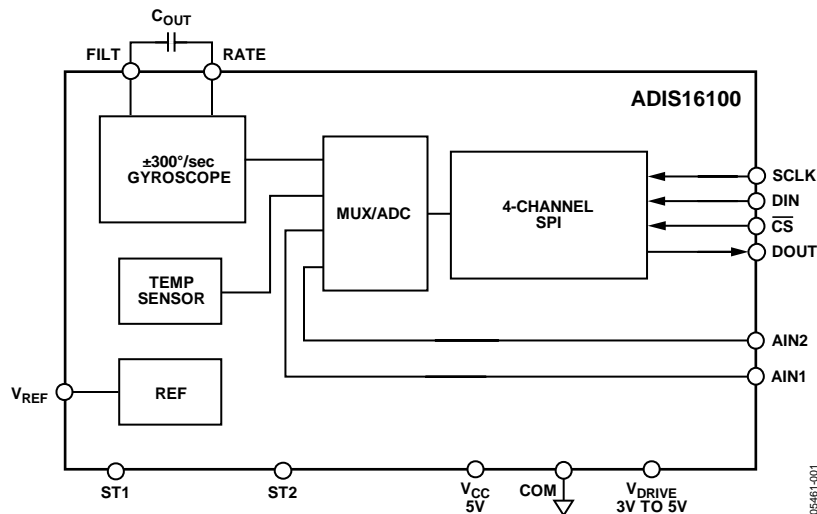 COUT
FILT
RATE
ADIS16100
±300°/sec
GYROSCOPE
MUX/ADC
4-CHANNEL
SPI
SCLK
DIN
CS
DOUT
TEMP
SENSOR
AIN2
AIN1
VREF
REF
ST1
ST2
VCC
5V
COM
VDRIVE
3V TO 5V
05461-001